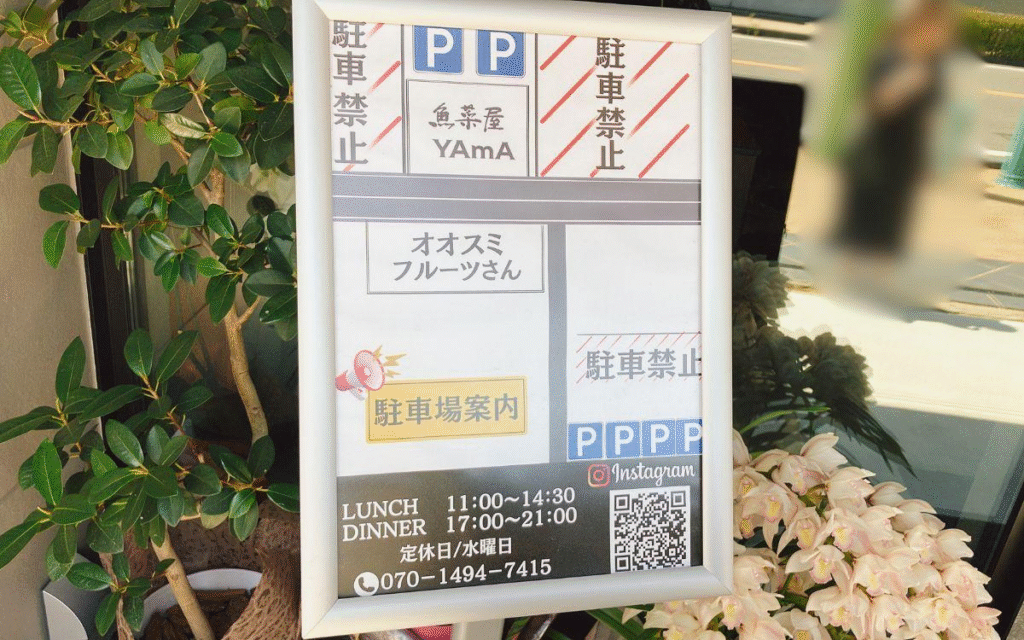 駐車禁止
P P
駐車禁止
魚菜屋
YAmA
オオスミ
フルーツさん
駐車禁止
駐車場案内
P P P P
Instagram
LUNCH 11:00～14:30
DINNER 17:00～21:00
定休日/水曜日
070-1494-7415